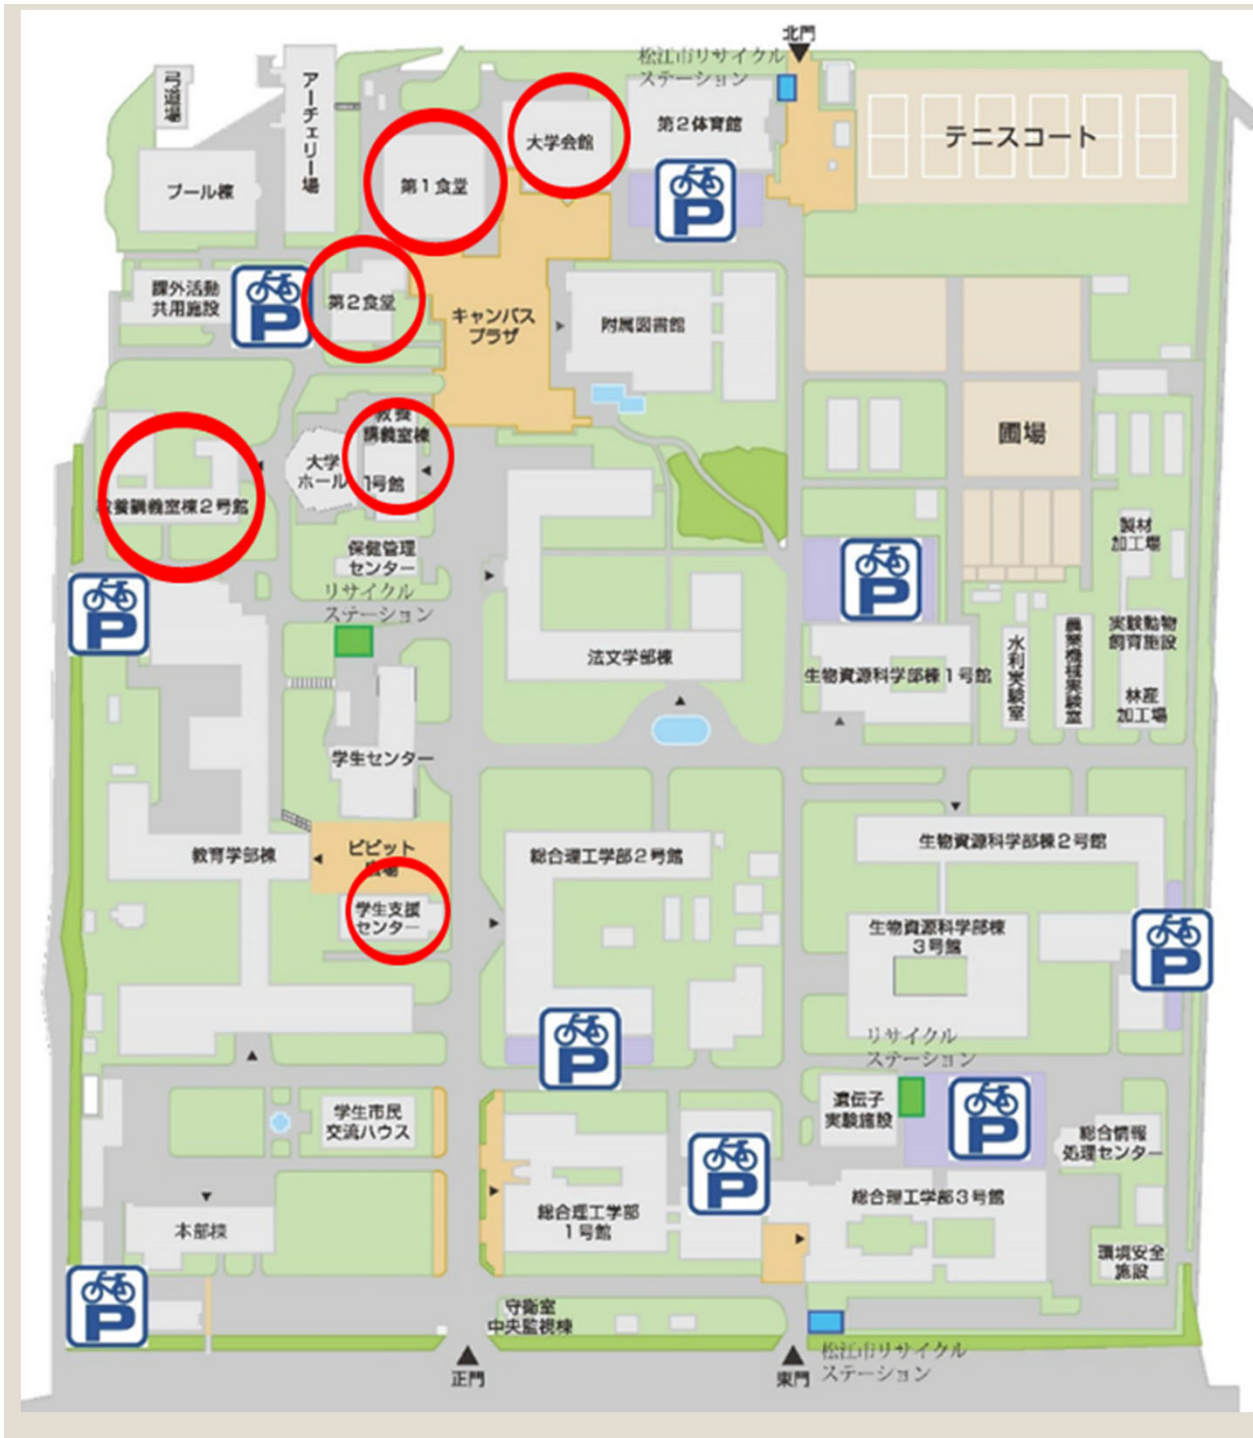 北門
松江市リサイクル
ステーション
弓道場
アーチェリー場
大学会館
第2体育館
テニスコート
プール棟
第1食堂
P
課外活動
共用施設
P
第2食堂
キャンパス
プラザ
附属図書館
教養
講義室棟
1号館
大学
ホール
圃場
教養講義室棟2号館
保健管理
センター
リサイクル
ステーション
P
P
製材
加工場
法文学部棟
生物資源科学部棟1号館
水利実験室
農業機械実験室
実験動物
飼育施設
林産
加工場
学生センター
教育学部棟
ビビット
広場
総合理工学部2号館
生物資源科学部棟2号館
学生支援
センター
生物資源科学部棟
3号館
P
P
リサイクル
ステーション
学生市民
交流ハウス
遺伝子
実験施設
P
総合情報
処理センター
P
本部棟
総合理工学部
1号館
総合理工学部3号館
環境安全
施設
P
守衛室
中央監視棟
正門
東門
松江市リサイクル
ステーション